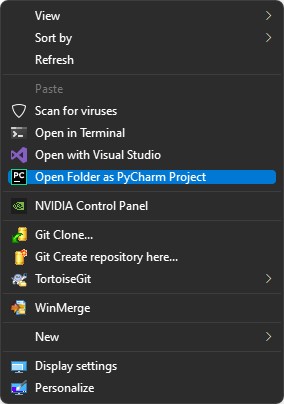 View
Sort by
Refresh
Paste
Scan for viruses
Open in Terminal
Open with Visual Studio
PC Open Folder as PyCharm Project
NVIDIA Control Panel
Git Clone...
Git Create repository here...
TortoiseGit
WinMerge
New
Display settings
Personalize